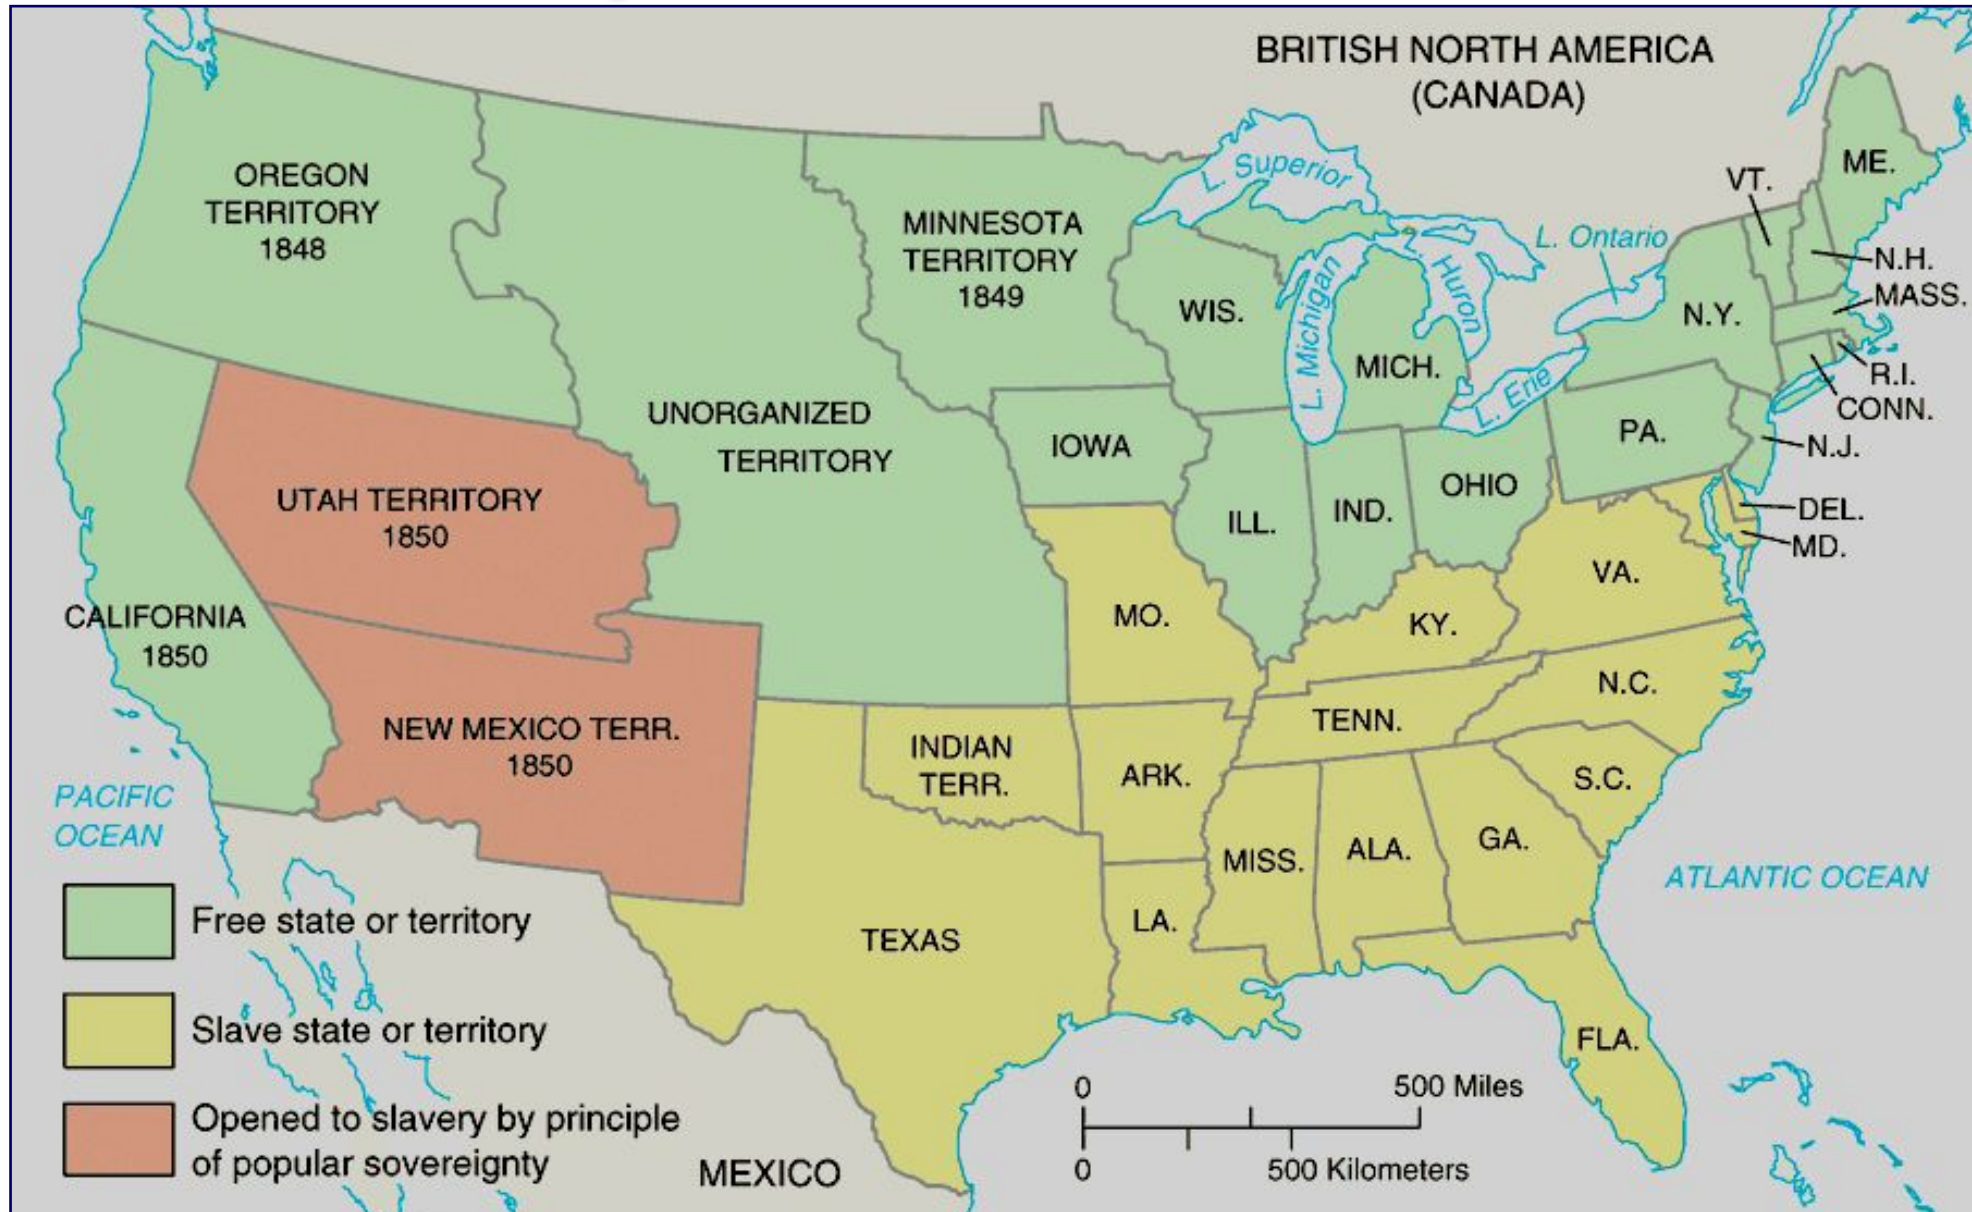 BRITISH NORTH AMERICA
(CANADA)
OREGON
TERRITORY
1848
MINNESOTA
TERRITORY
1849
L. Superior
L. Michigan
L. Huron
L. Ontario
L. Erie
VT.
ME.
N.H.
MASS.
N.Y.
R.I.
CONN.
WIS.
MICH.
UNORGANIZED
TERRITORY
IOWA
PA.
N.J.
UTAH TERRITORY
1850
ILL.
IND.
OHIO
DEL.
MD.
CALIFORNIA
1850
MO.
KY.
VA.
NEW MEXICO TERR.
1850
INDIAN
TERR.
ARK.
TENN.
N.C.
S.C.
PACIFIC
OCEAN
MISS.
ALA.
GA.
ATLANTIC OCEAN
TEXAS
LA.
FLA.
Free state or territory
Slave state or territory
Opened to slavery by principle
of popular sovereignty
MEXICO
0 500 Miles
0 500 Kilometers